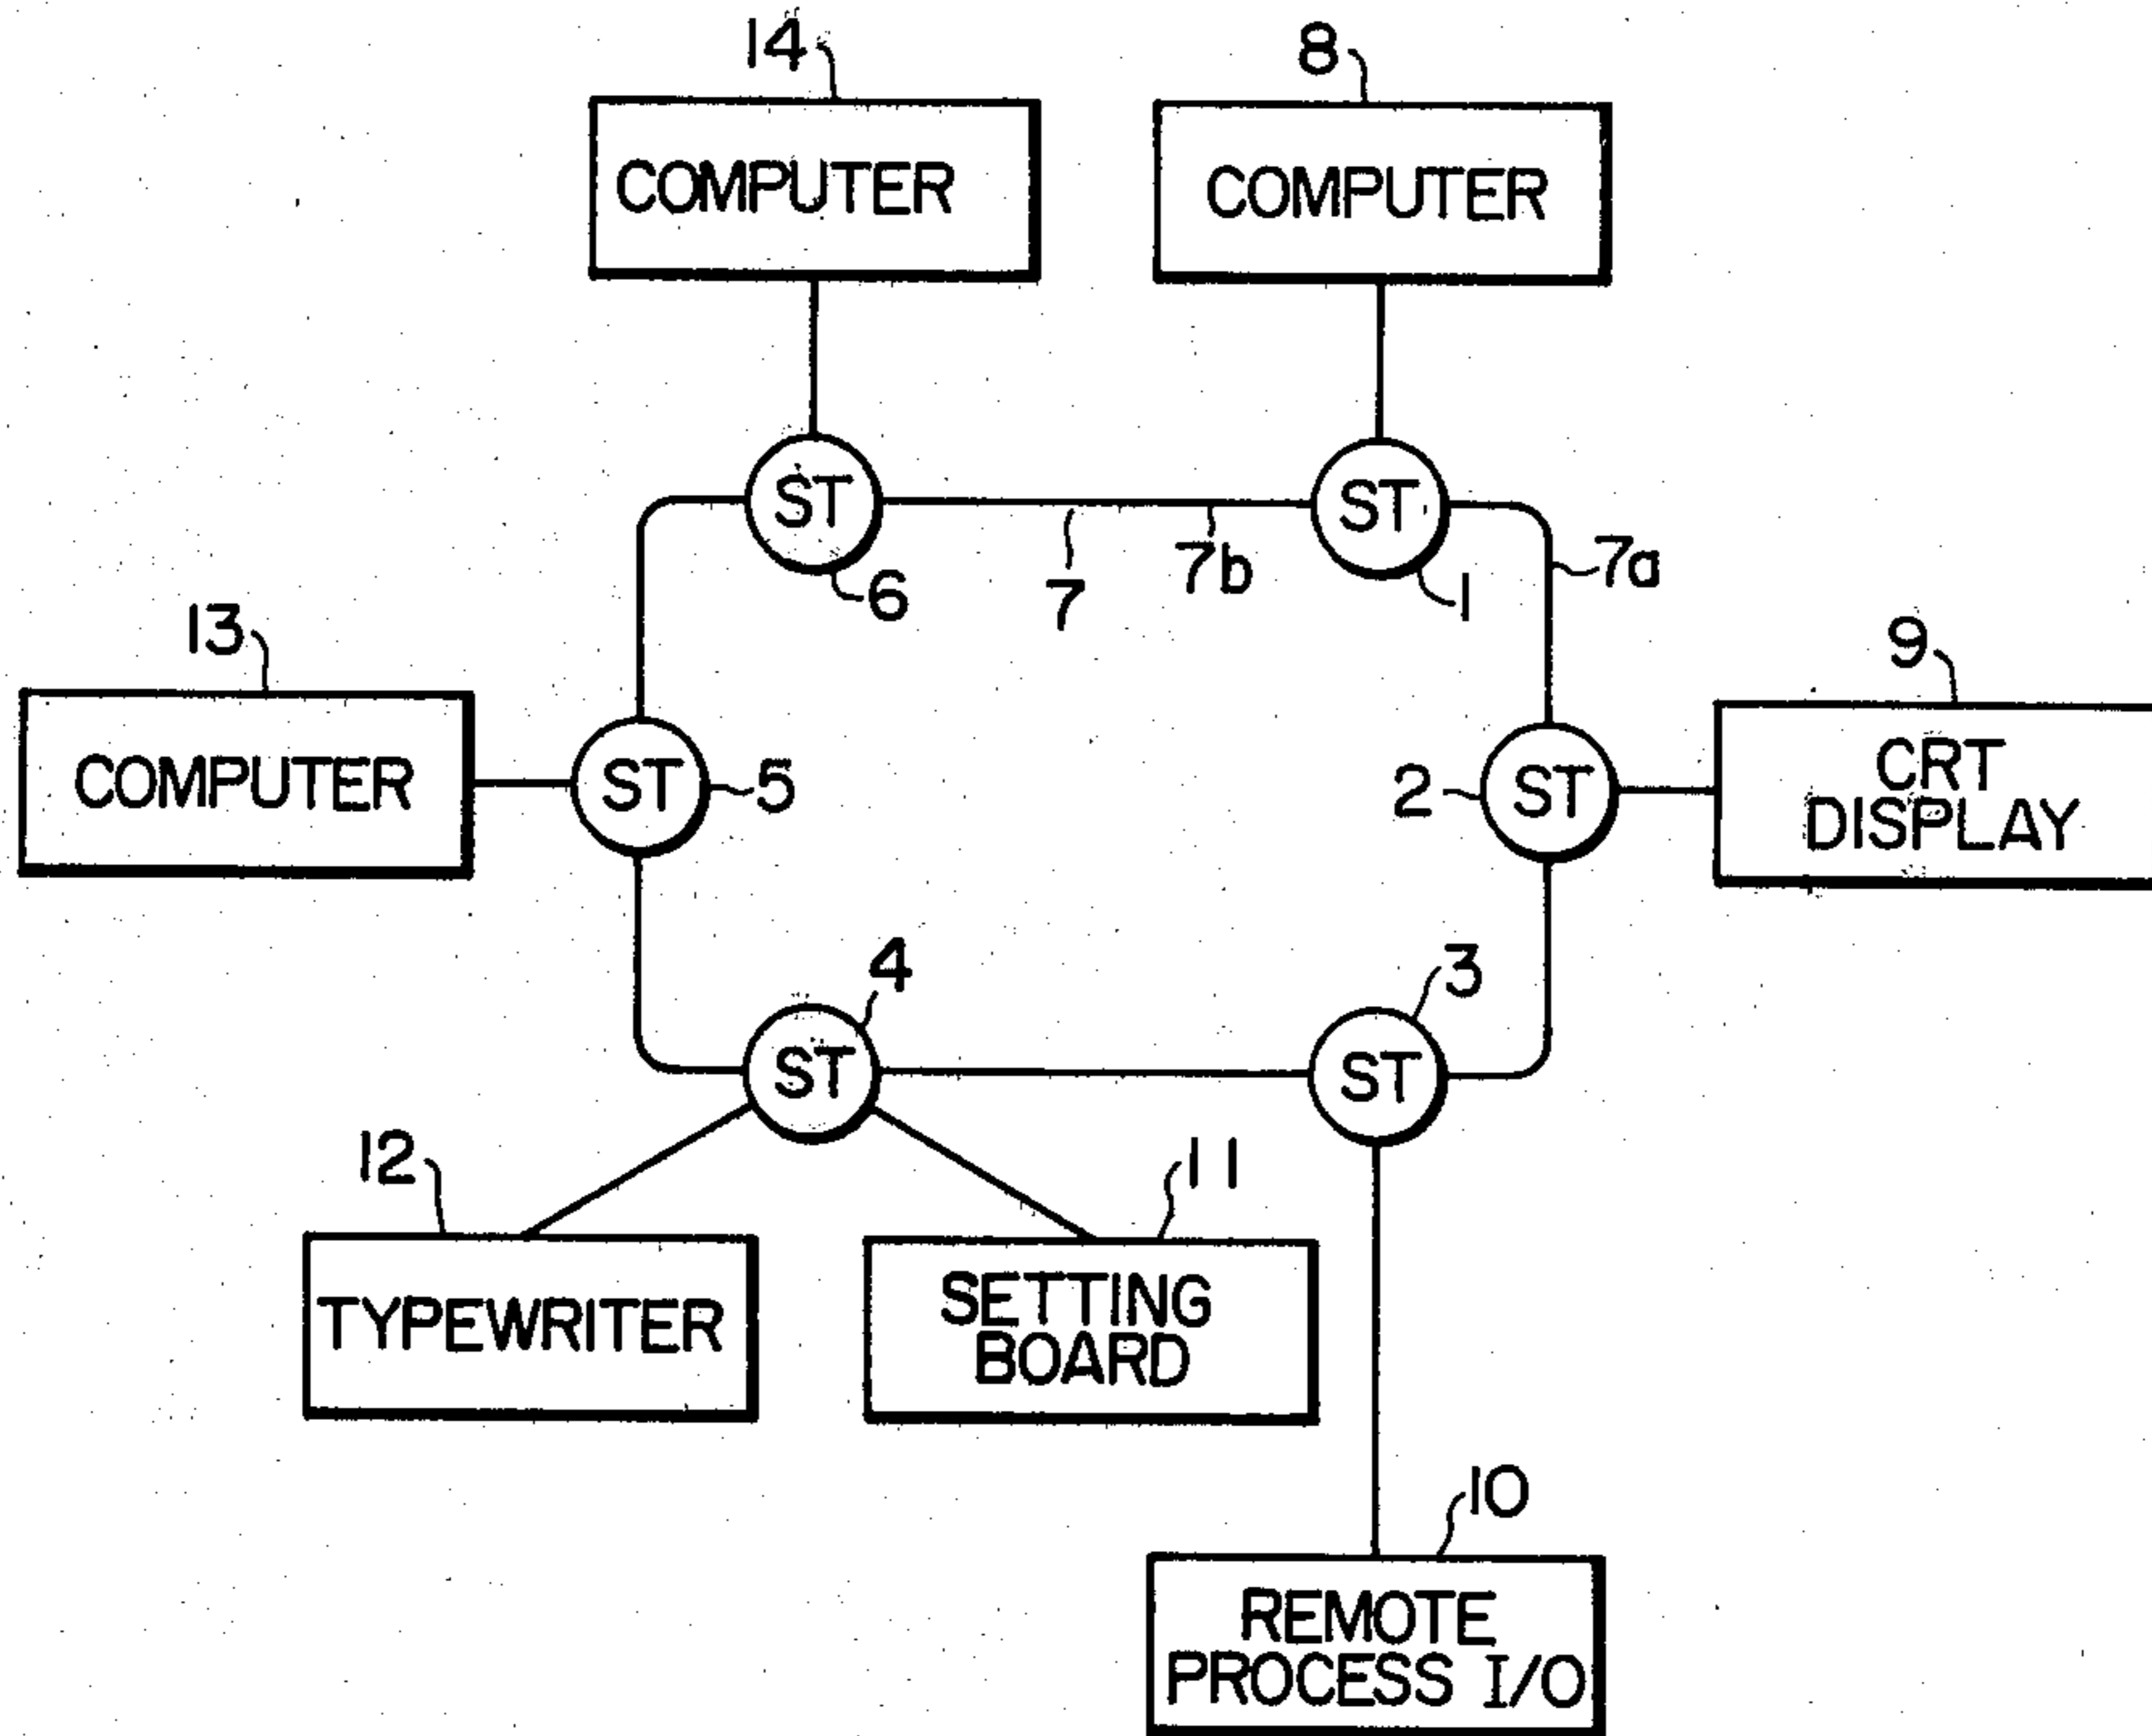 14
8
COMPUTER
COMPUTER
ST
ST
7
7b
7a
6
1
13
9
COMPUTER
ST
5
2
ST
CRT
DISPLAY
4
3
ST
ST
12
11
TYPEWRITER
SETTING
BOARD
10
REMOTE
PROCESS I/O